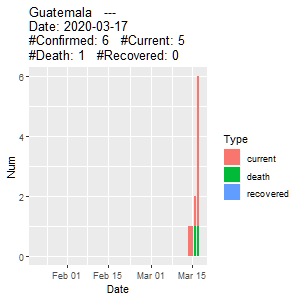 Guatemala   ---
Date: 2020-03-17
#Confirmed: 6   #Current: 5
#Death: 1   #Recovered: 0
Num
6
4
2
0
Feb 01
Feb 15
Mar 01
Mar 15
Date
Type
current
death
recovered